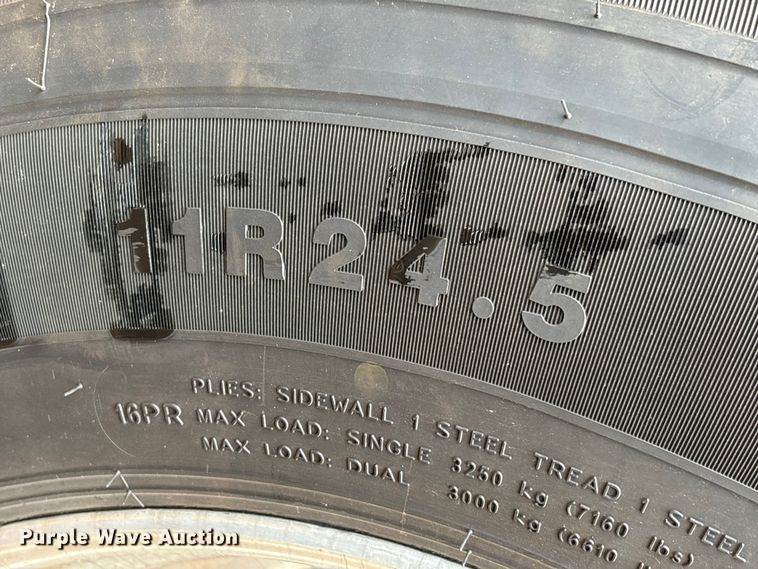 11R24.5
PLIES: SIDEWALL 1 STEEL TREAD 1 STEEL
16PR MAX LOAD: SINGLE 3250 kg (7160 lbs)
MAX LOAD: DUAL 3000 kg (6610
Purple Wave Auction